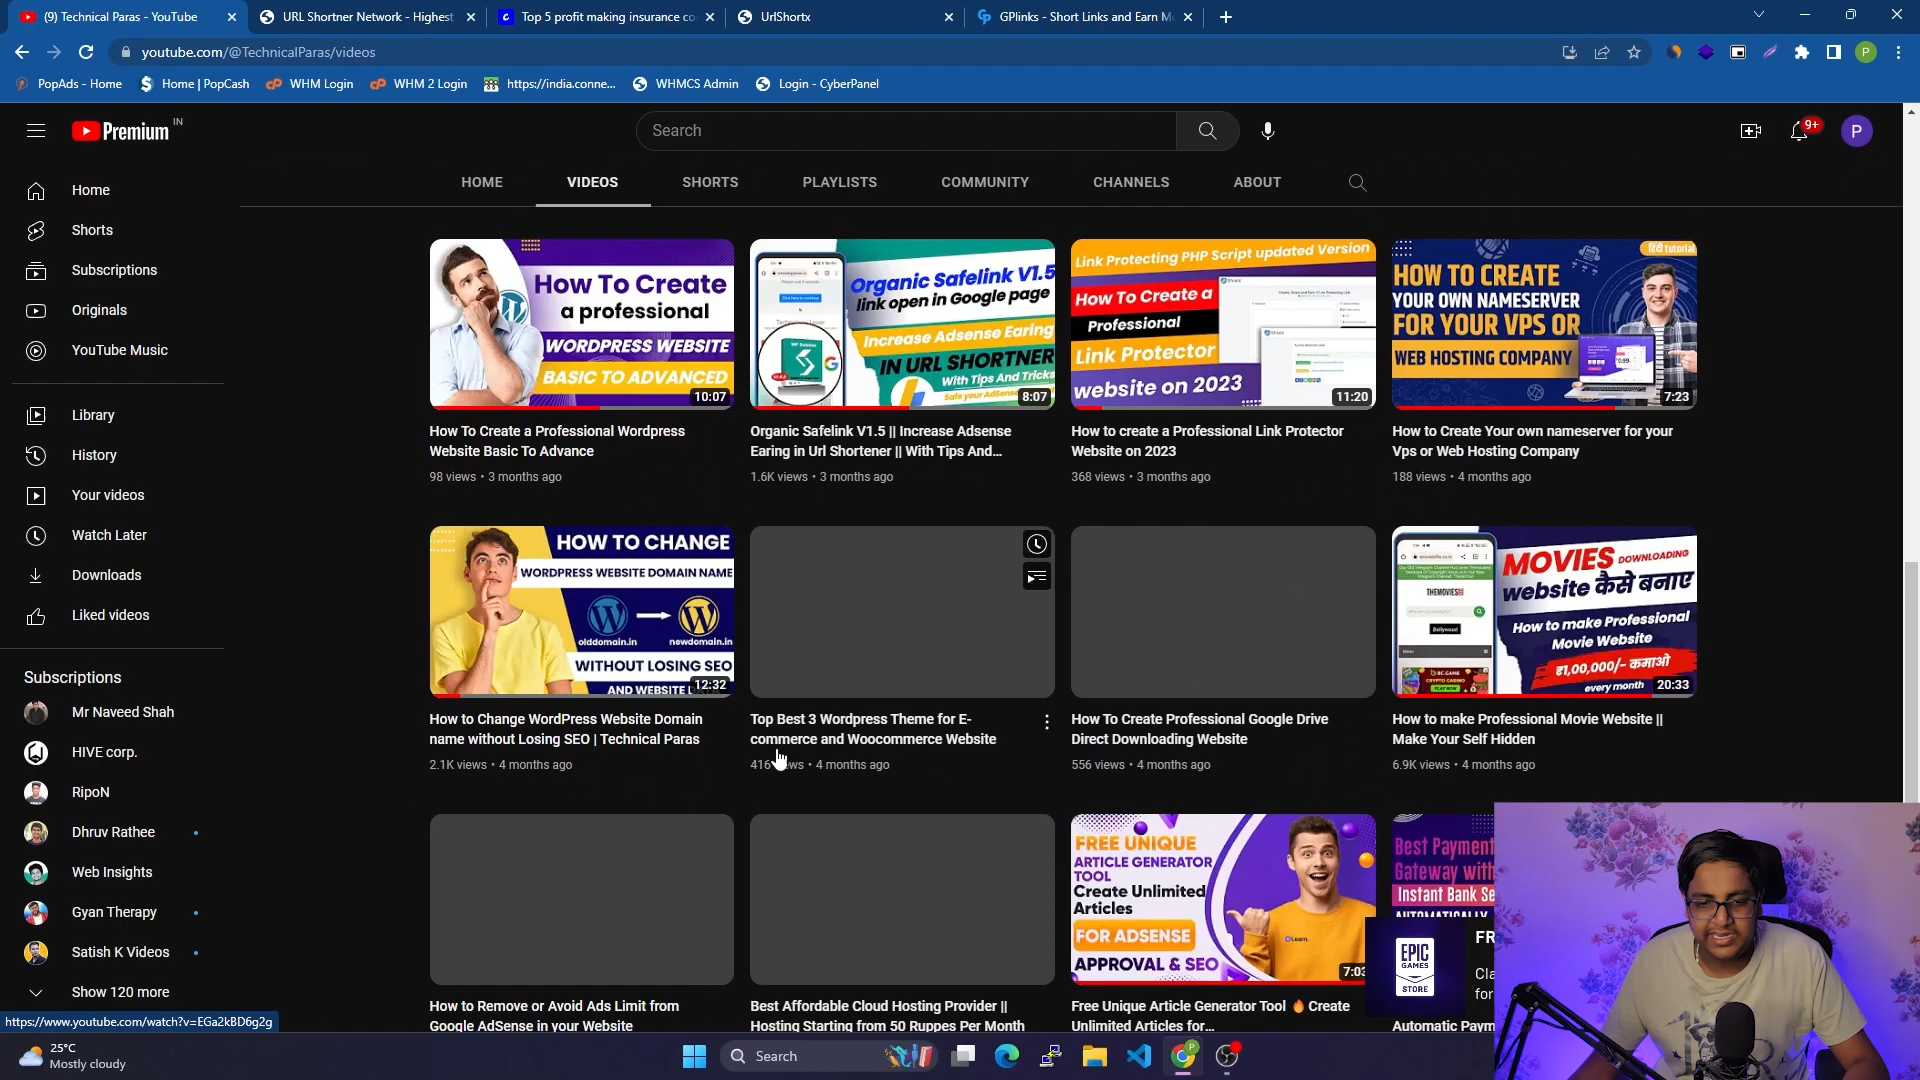 (9) Technical Paras - YouTube
URL Shortner Network - Highest
Top 5 profit making insurance co
UrlShortx
GPlinks - Short Links and Earn M
youtube.com/@TechnicalParas/videos
PopAds - Home
Home | PopCash
WHM Login
WHM 2 Login
https://india.conne...
WHMCS Admin
Login - CyberPanel
Premium IN
Search
9+
P
HOME
VIDEOS
SHORTS
PLAYLISTS
COMMUNITY
CHANNELS
ABOUT
Home
Shorts
Subscriptions
Originals
YouTube Music
Library
History
Your videos
Watch Later
Downloads
Liked videos
Subscriptions
Mr Naveed Shah
HIVE corp.
RipoN
Dhruv Rathee
Web Insights
Gyan Therapy
Satish K Videos
Show 120 more
How To Create
a professional
WORDPRESS WEBSITE
BASIC TO ADVANCED
10:07
How To Create a Professional Wordpress
Website Basic To Advance
98 views • 3 months ago
Organic Safelink V1.5
link open in Google page
Increase Adsense Earing
IN URL SHORTNER
With Tips And Tricks
8:07
Organic Safelink V1.5 || Increase Adsense
Earing in Url Shortener || With Tips And...
1.6K views • 3 months ago
Link Protecting PHP Script updated Version
How To Create a
Professional
Link Protector
website on 2023
11:20
How to create a Professional Link Protector
Website on 2023
368 views • 3 months ago
हिंदी tutorial
HOW TO CREATE
YOUR OWN NAMESERVER
FOR YOUR VPS OR
WEB HOSTING COMPANY
7:23
How to Create Your own nameserver for your
Vps or Web Hosting Company
188 views • 4 months ago
HOW TO CHANGE
WORDPRESS WEBSITE DOMAIN NAME
olddomain.in
newdomain.in
WITHOUT LOSING SEO
12:32
How to Change WordPress Website Domain
name without Losing SEO | Technical Paras
2.1K views • 4 months ago
Top Best 3 Wordpress Theme for E-
commerce and Woocommerce Website
416 • 4 months ago
How To Create Professional Google Drive
Direct Downloading Website
556 views • 4 months ago
MOVIES DOWNLOADING
website कैसे बनाए
How to make Professional
Movie Website
₹1,00,000/- कमाओ
every month
20:33
How to make Professional Movie Website ||
Make Your Self Hidden
6.9K views • 4 months ago
How to Remove or Avoid Ads Limit from
Google AdSense in your Website
Best Affordable Cloud Hosting Provider ||
Hosting Starting from 50 Ruppes Per Month
FREE UNIQUE
ARTICLE GENERATOR
TOOL
Create Unlimited
Articles
FOR ADSENSE
APPROVAL & SEO
7:03
Free Unique Article Generator Tool 🔥 Create
Unlimited Articles for...
Best Payment
Gateway with
Instant Bank Se
AUTOMATICALLY
Automatic Paym
EPIC
GAMES
STORE
FR
Cla
for
https://www.youtube.com/watch?v=EGa2kBD6g2g
25°C
Mostly cloudy
Search